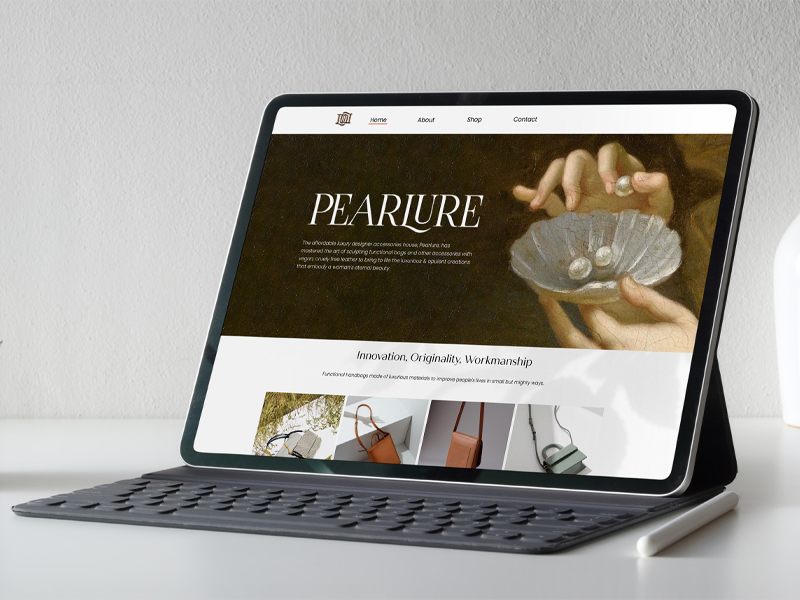 Home About Shop Contact
PEARLURE
The affordable luxury designer accessories house, Pearlure, has
mastered the art of sculpting functional bags and other accessories with
vegan, cruely free leather to bring to life the luxurious & opulant creations
that embody a woman's eternal beauty.
Innovation, Originality, Workmanship
Functional handbags made of luxurious materials to improve people's lives in small but mighty ways.